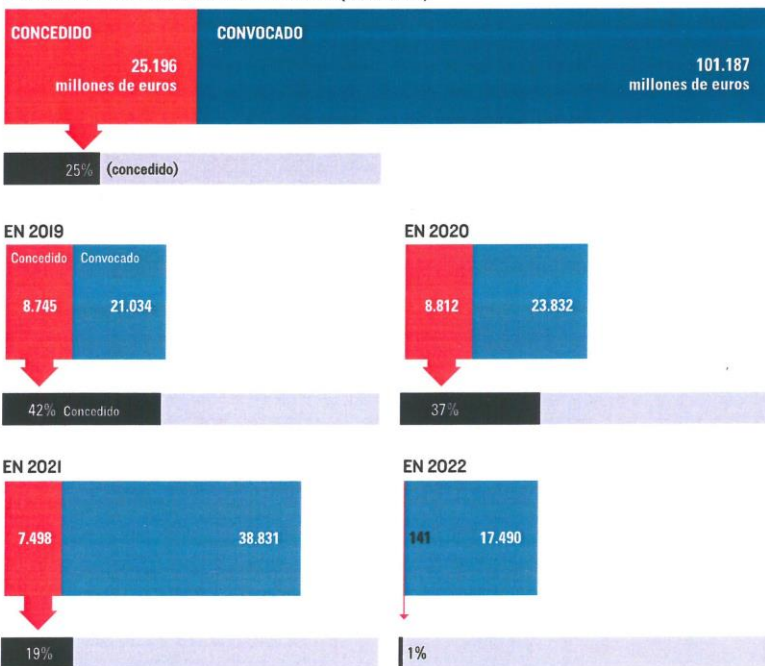 CONCEDIDO
25.196
millones de euros
CONVOCADO
101.187
millones de euros
25% (concedido)
EN 2019
Concedido Convocado
8.745 21.034
42% Concedido
EN 2020
8.812 23.832
37%
EN 2021
7.498 38.831
19%
EN 2022
141 17.490
1%